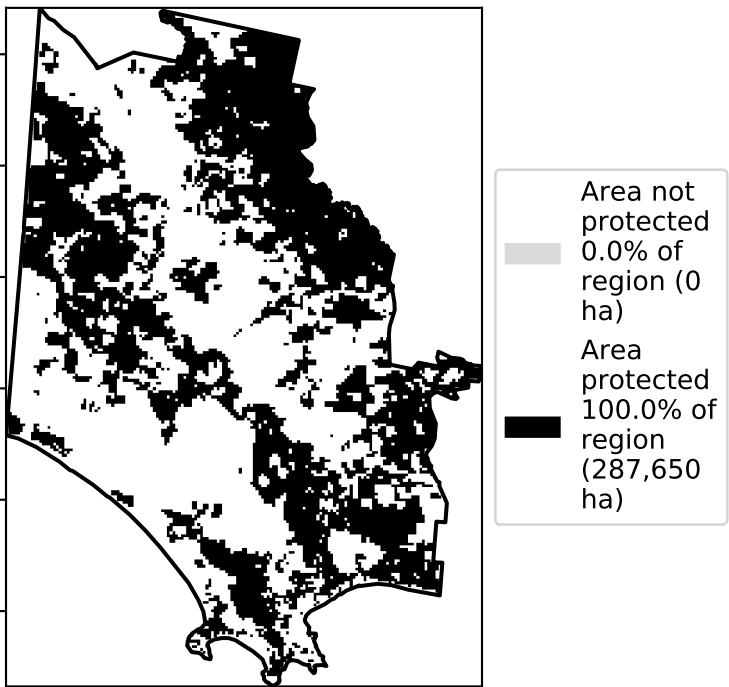 Area not
protected
0.0% of
region (0
ha)
Area
protected
100.0% of
region
(287,650
ha)